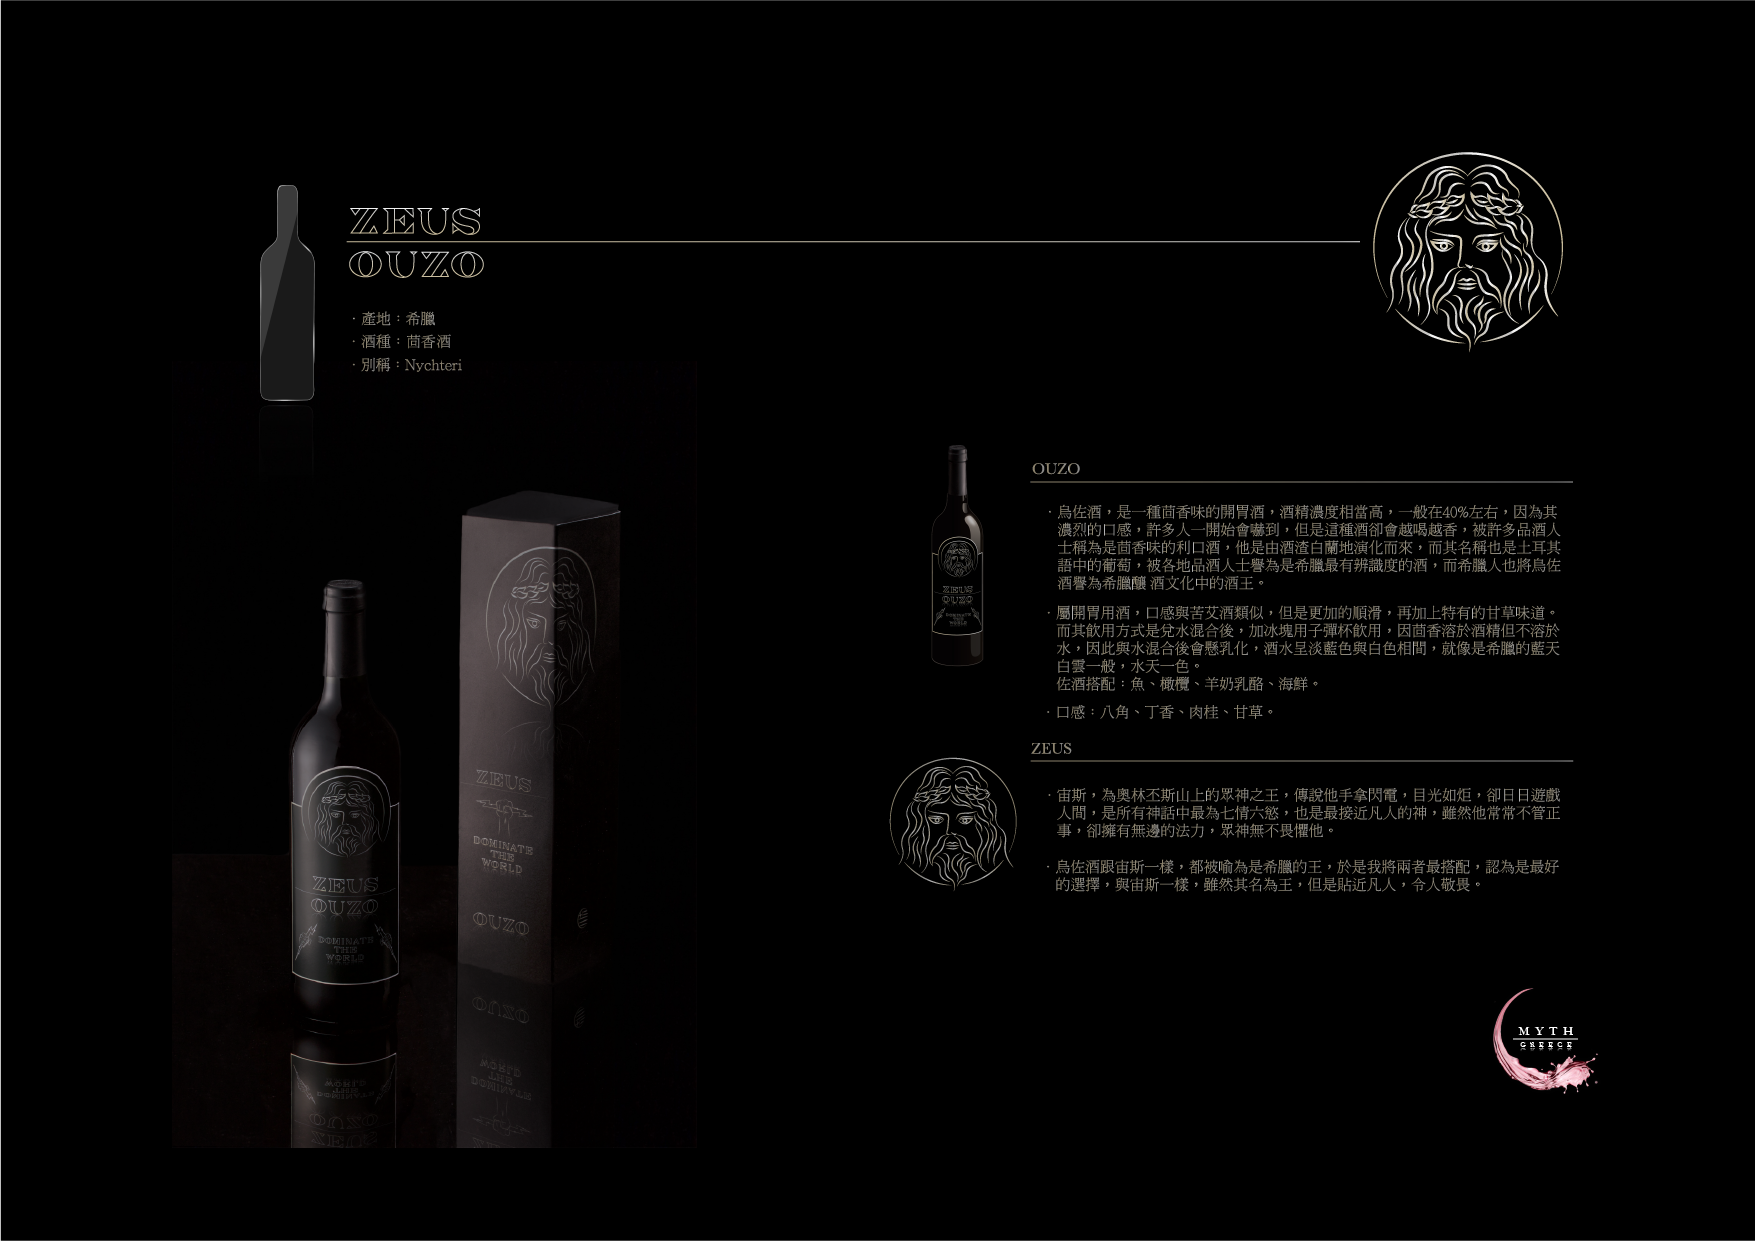 ZEUS
OUZO
· 產地：希臘
· 酒種：茴香酒
· 別稱：Nychteri
OUZO
· 烏佐酒，是一種茴香味的開胃酒，酒精濃度相當高，一般在40%左右，因為其
濃烈的口感，許多人一開始會嚇到，但是這種酒卻會越喝越香，被許多品酒人
士稱為是茴香味的利口酒，他是由酒渣白蘭地演化而來，而其名稱也是土耳其
語中的葡萄，被各地品酒人士譽為是希臘最有辨識度的酒，而希臘人也將烏佐
酒譽為希臘釀 酒文化中的酒王。
· 屬開胃用酒，口感與苦艾酒類似，但是更加的順滑，再加上特有的甘草味道。
而其飲用方式是兌水混合後，加冰塊用子彈杯飲用，因茴香溶於酒精但不溶於
水，因此與水混合後會懸乳化，酒水呈淡藍色與白色相間，就像是希臘的藍天
白雲一般，水天一色。
佐酒搭配：魚、橄欖、羊奶乳酪、海鮮。
· 口感：八角、丁香、肉桂、甘草。
ZEUS
· 宙斯，為奧林丕斯山上的眾神之王，傳說他手拿閃電，目光如炬，卻日日遊戲
人間，是所有神話中最為七情六慾，也是最接近凡人的神，雖然他常常不管正
事，卻擁有無邊的法力，眾神無不畏懼他。
· 烏佐酒跟宙斯一樣，都被喻為是希臘的王，於是我將兩者最搭配，認為是最好
的選擇，與宙斯一樣，雖然其名為王，但是貼近凡人，令人敬畏。
ZEUS
OUZO
DOMINATE
THE
WORLD
ZEUS
DOMINATE
THE
WORLD
OUZO
ZEUS
OUZO
DOMINATE
THE
WORLD
MYTH
GREECE